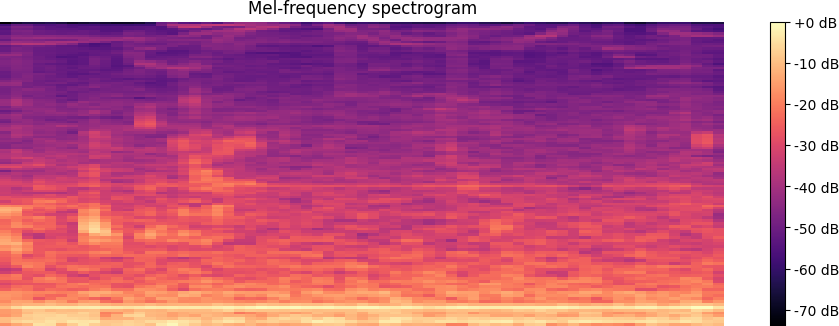 Mel-frequency spectrogram
+0 dB
-10 dB
-20 dB
-30 dB
-40 dB
-50 dB
-60 dB
-70 dB